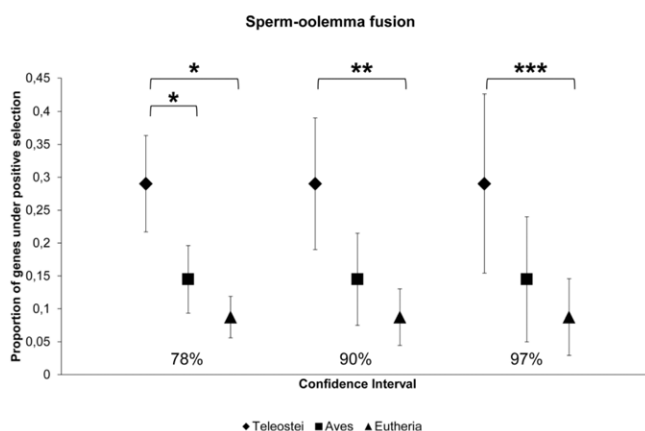 Sperm-oolemma fusion
* ** ***
*
0,45
0,4
0,35
0,3
0,25
0,2
0,15
0,1
0,05
0
Proportion of genes under positive selection
78% 90% 97%
Confidence Interval
Teleostei Aves Eutheria